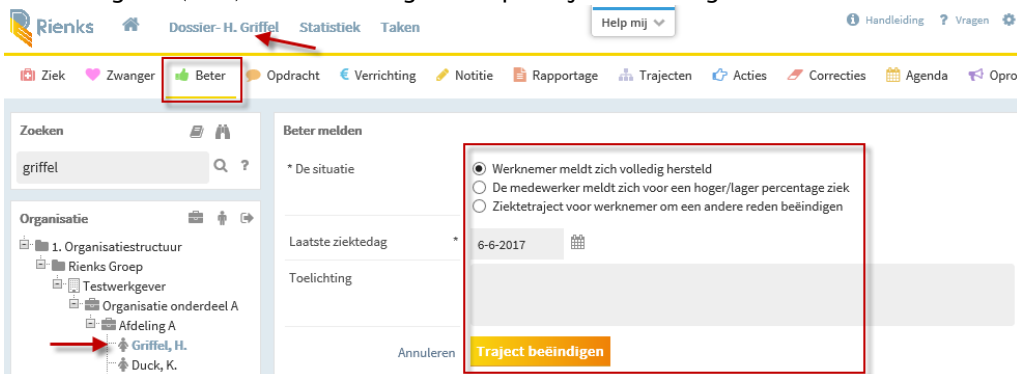 Rienks
Dossier- H. Griffel Statistiek Taken
Help mij
Handleiding ? Vragen
Ziek Zwanger Beter Opdracht € Verrichting Notitie Rapportage Trajecten Acties Correcties Agenda Opro
Zoeken
griffel ?
Organisatie
1. Organisatiestructuur
Rienks Groep
Testwerkgever
Organisatie onderdeel A
Afdeling A
Griffel, H.
Duck, K.
Beter melden
* De situatie
Werknemer meldt zich volledig hersteld
De medewerker meldt zich voor een hoger/lager percentage ziek
Ziektetraject voor werknemer om een andere reden beëindigen
Laatste ziektedag * 6-6-2017
Toelichting
Annuleren Traject beëindigen